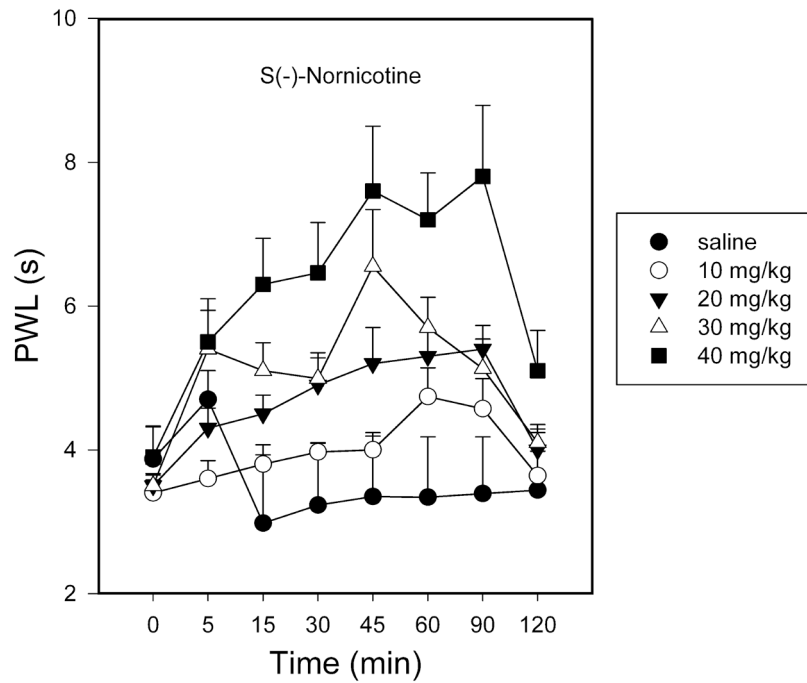 10
S(-)-Nornicotine
8
6
4
2
PWL (s)
0 5 15 30 45 60 90 120
Time (min)
saline
10 mg/kg
20 mg/kg
30 mg/kg
40 mg/kg